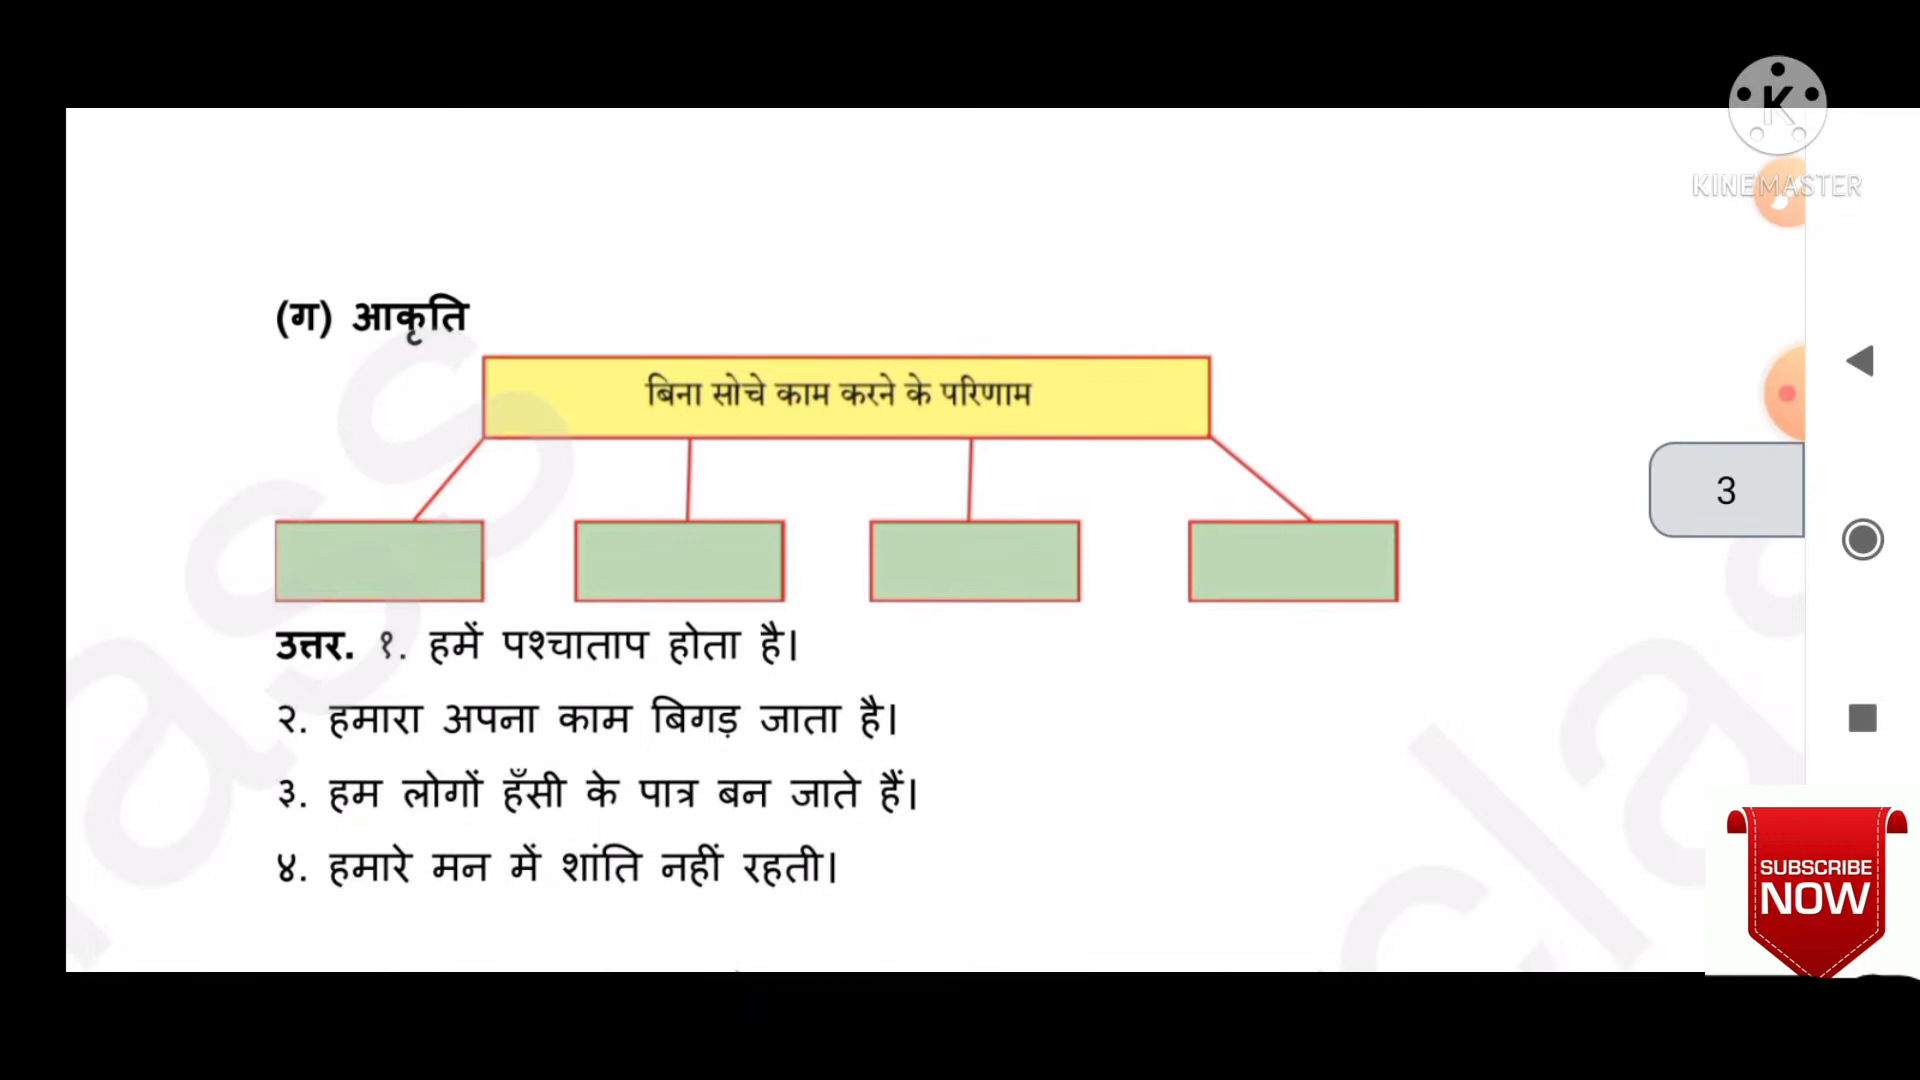 KINEMASTER
(ग) आकृति
बिना सोचे काम करने के परिणाम
3
उत्तर. १. हमें पश्चाताप होता है।
२. हमारा अपना काम बिगड़ जाता है।
३. हम लोगों हँसी के पात्र बन जाते हैं।
४. हमारे मन में शांति नहीं रहती।
SUBSCRIBE
NOW